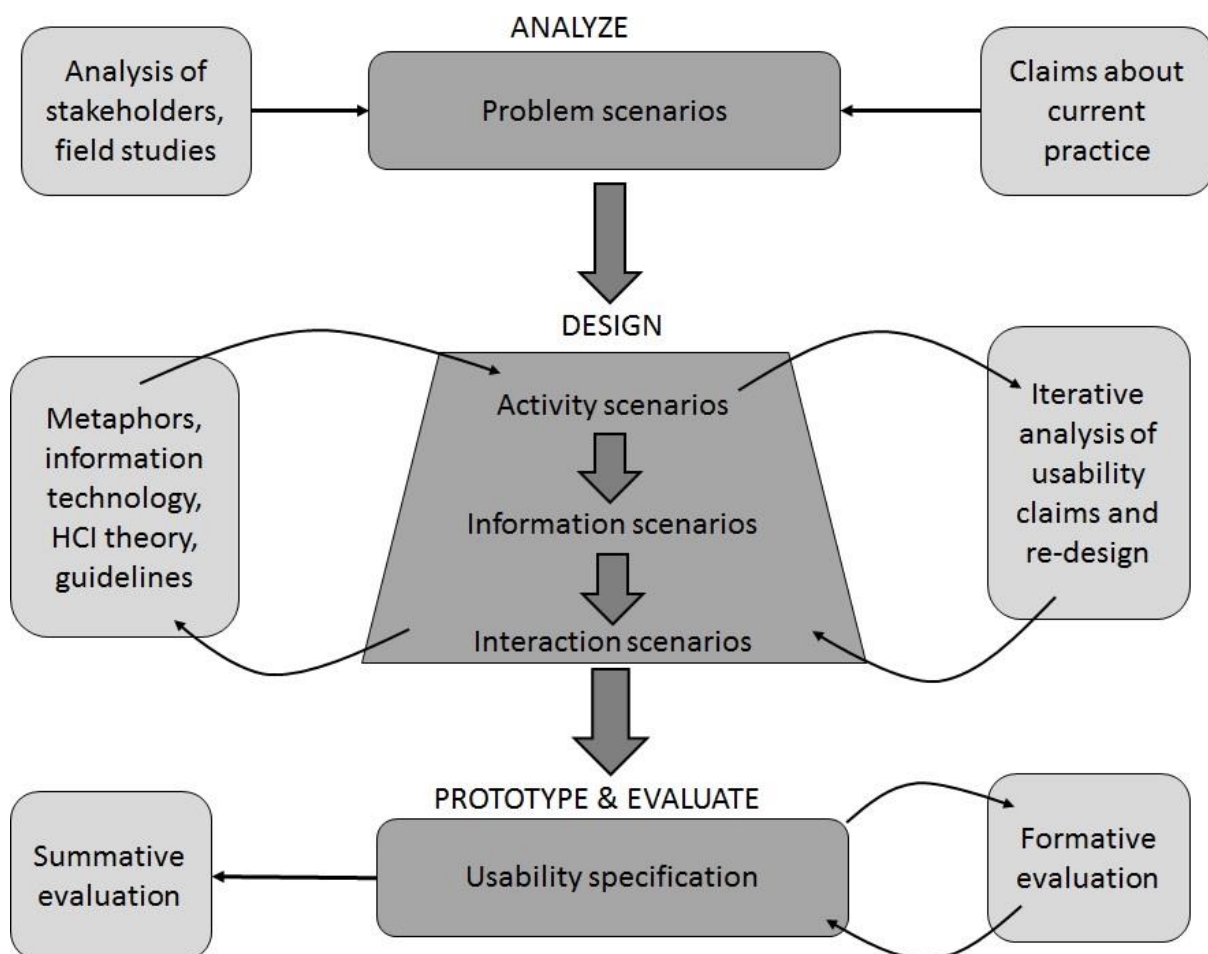 ANALYZE
Analysis of
stakeholders,
field studies
Problem scenarios
Claims about
current
practice
DESIGN
Metaphors,
information
technology,
HCI theory,
guidelines
Activity scenarios
Information scenarios
Interaction scenarios
Iterative
analysis of
usability
claims and
re-design
PROTOTYPE & EVALUATE
Summative
evaluation
Usability specification
Formative
evaluation